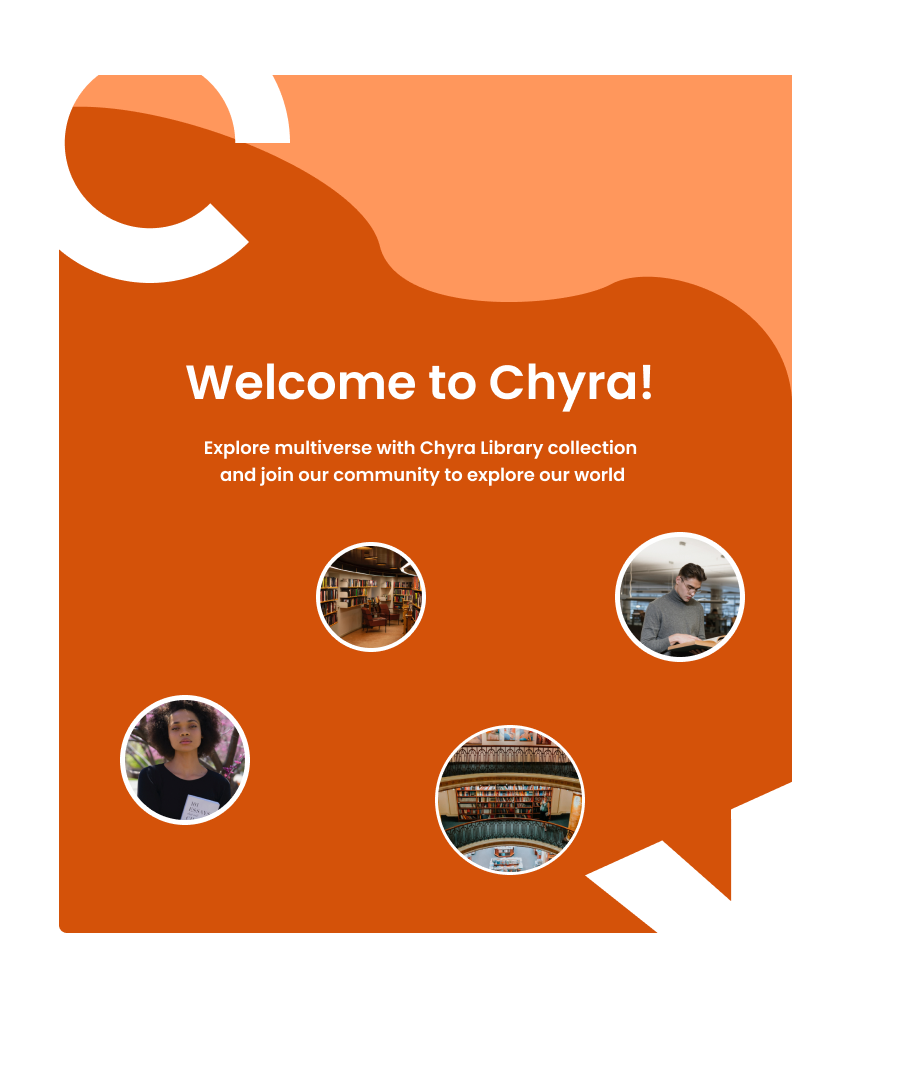 Welcome to Chyra!
Explore multiverse with Chyra Library collection
and join our community to explore our world